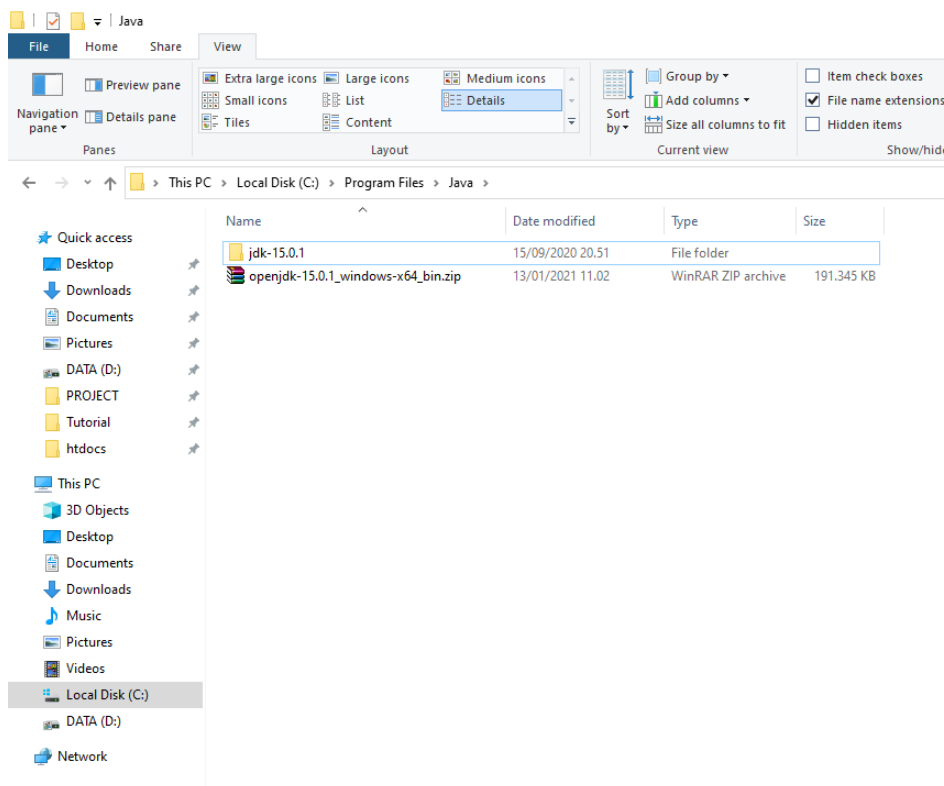 Java
File Home Share View
Navigation pane
Preview pane
Details pane
Panes
Extra large icons Large icons Medium icons
Small icons List Details
Tiles Content
Layout
Sort by
Group by
Add columns
Size all columns to fit
Current view
Item check boxes
File name extensions
Hidden items
Show/hid
This PC > Local Disk (C:) > Program Files > Java >
Name Date modified Type Size
jdk-15.0.1 15/09/2020 20.51 File folder
openjdk-15.0.1_windows-x64_bin.zip 13/01/2021 11.02 WinRAR ZIP archive 191.345 KB
Quick access
Desktop
Downloads
Documents
Pictures
DATA (D:)
PROJECT
Tutorial
htdocs
This PC
3D Objects
Desktop
Documents
Downloads
Music
Pictures
Videos
Local Disk (C:)
DATA (D:)
Network